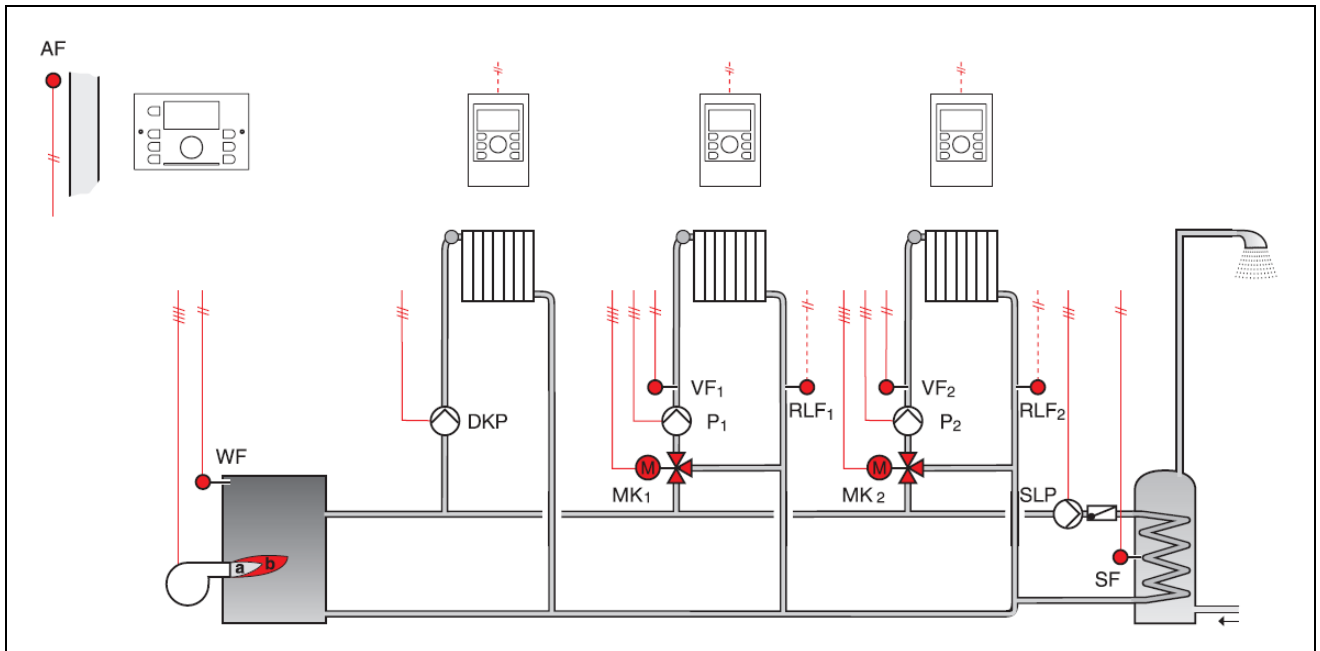 AF
VF₁
VF₂
RLF₁
RLF₂
DKP
P₁
P₂
WF
M
M
MK₁
MK₂
SLP
a
b
SF